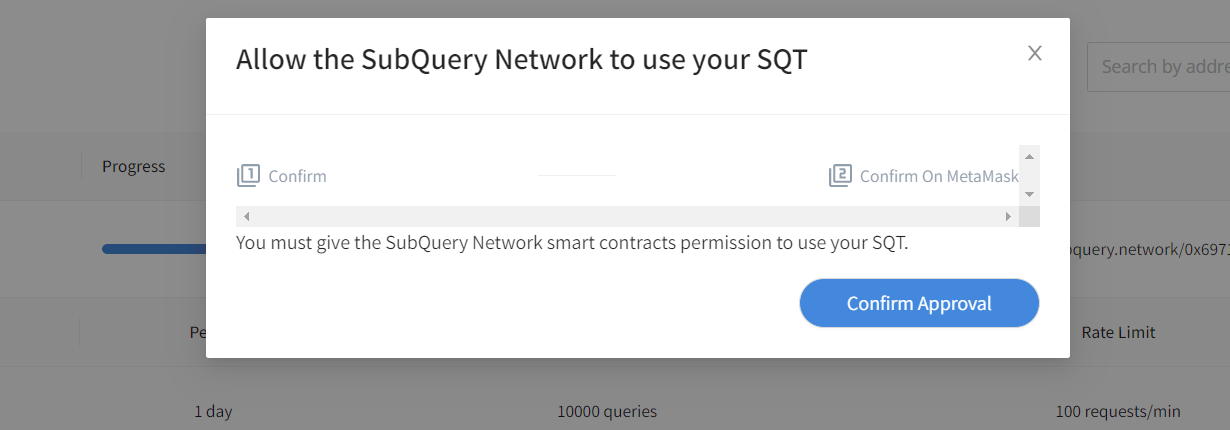 Allow the SubQuery Network to use your SQT
X
Search by addre
Progress
1 Confirm
2 Confirm On MetaMask
You must give the SubQuery Network smart contracts permission to use your SQT.
query.network/0x697
Confirm Approval
Pe
Rate Limit
1 day
10000 queries
100 requests/min